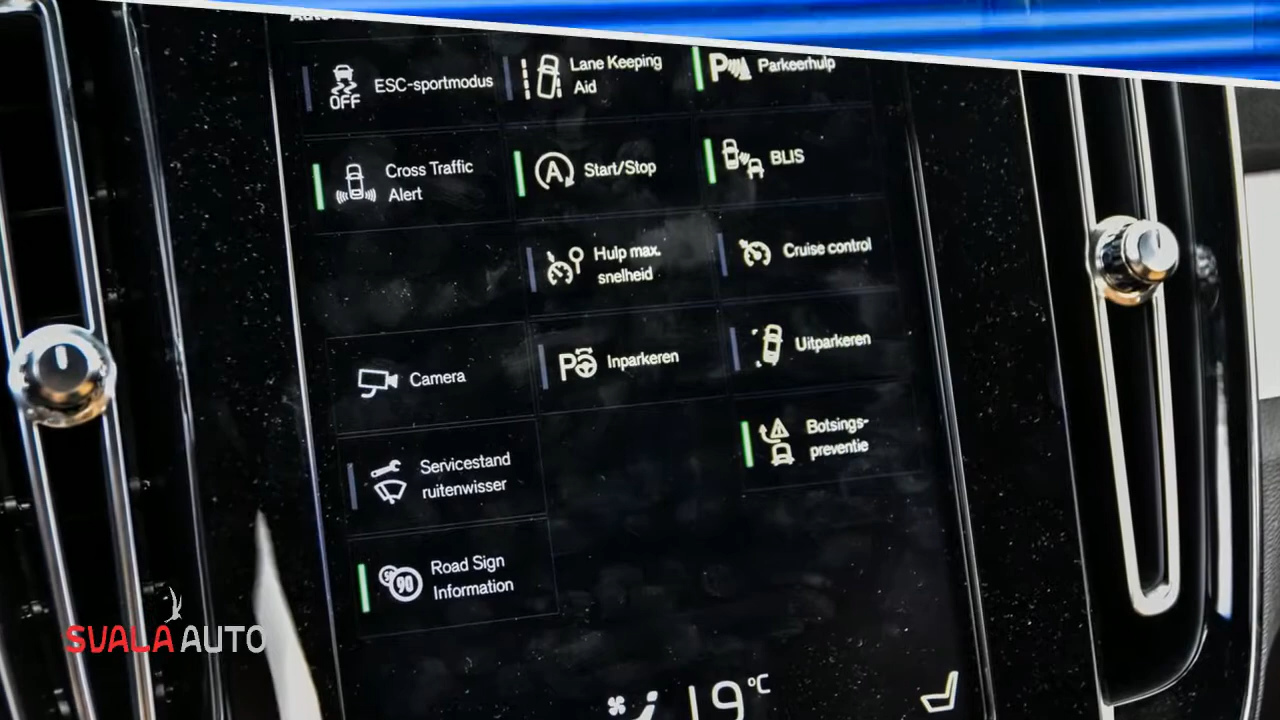 OFF
ESC-sportmodus
Lane Keeping
Aid
P
Parkeerhulp
Cross Traffic
Alert
A
Start/Stop
BLIS
Hulp max.
snelheid
Cruise control
Camera
P
Inparkeren
Uitparkeren
Servicestand
ruitenwisser
Botsings-
preventie
90
Road Sign
Information
SVALA AUTO
19 °C